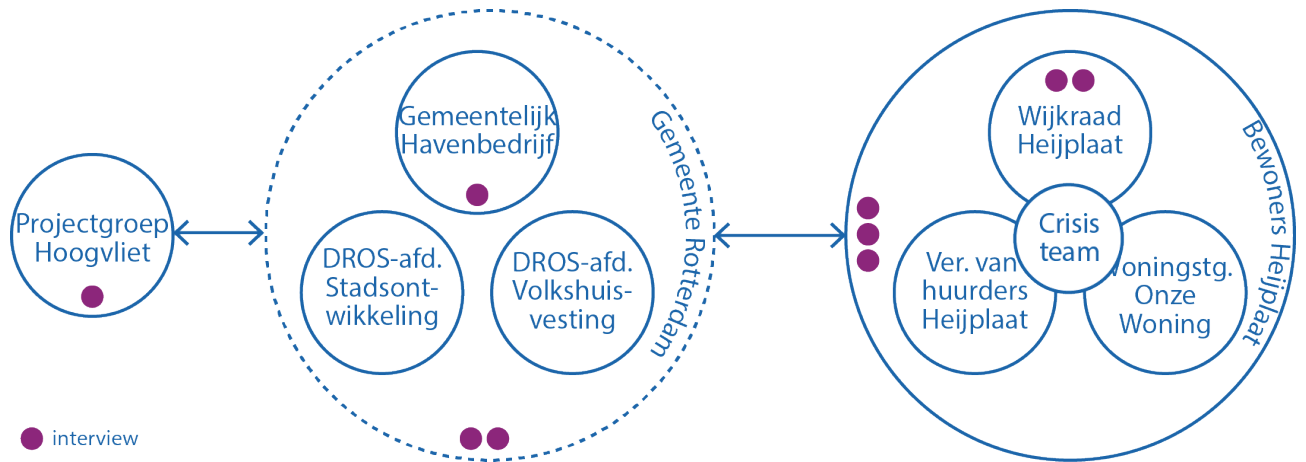 Projectgroep
Hoogvliet
Gemeentelijk
Havenbedrijf
DROS-afd.
Stadsont-
wikkeling
DROS-afd.
Volkshuis-
vesting
Gemeente Rotterdam
Wijkraad
Heijplaat
Crisis
team
Ver. van
huurders
Heijplaat
Woningstg.
Onze
Woning
Bewoners Heijplaat
interview